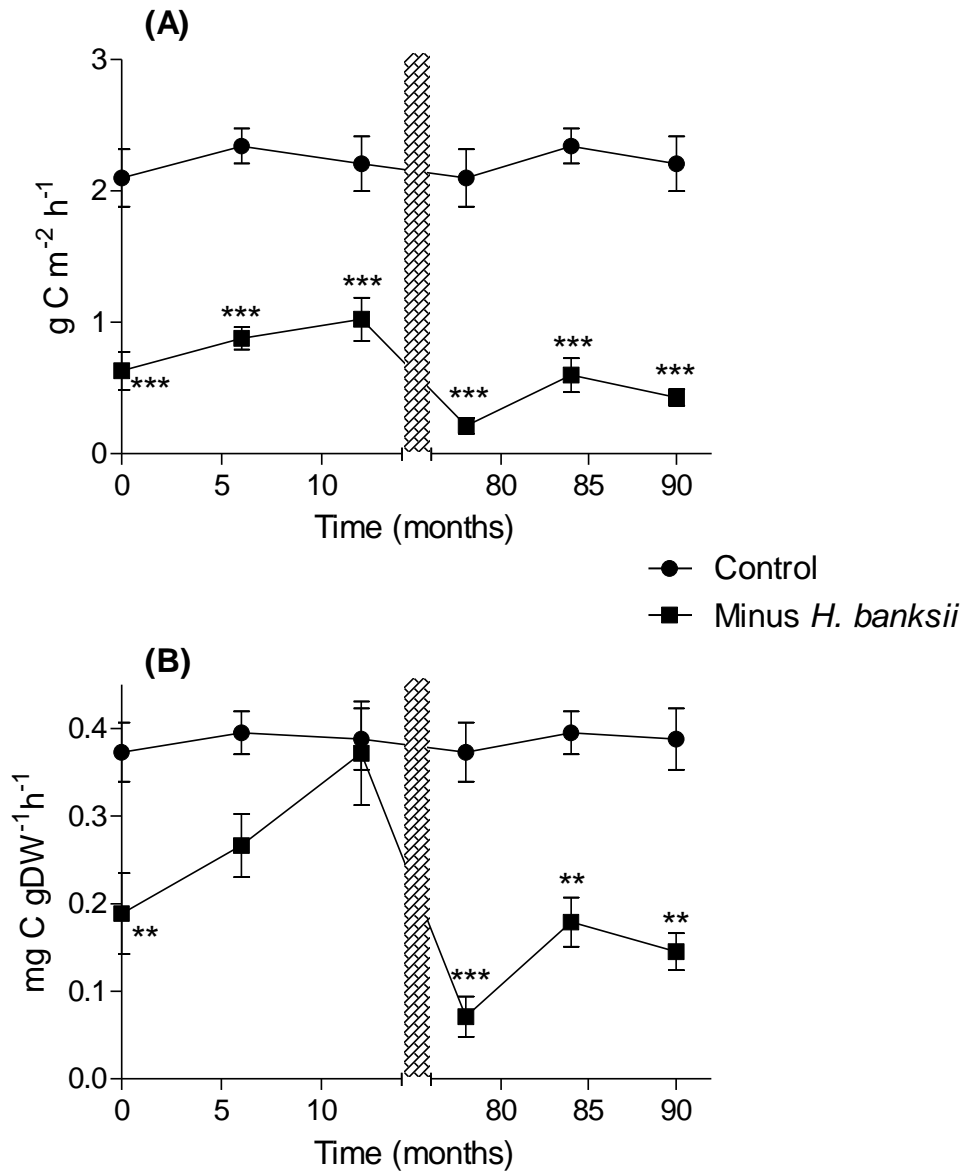 (A)
3
2
1
0
g C m-2 h-1
***
***
***
***
***
***
0 5 10 80 85 90
Time (months)
Control
Minus H. banksii
(B)
0.4
0.3
0.2
0.1
0.0
mg C gDW-1h-1
**
***
**
**
0 5 10 80 85 90
Time (months)